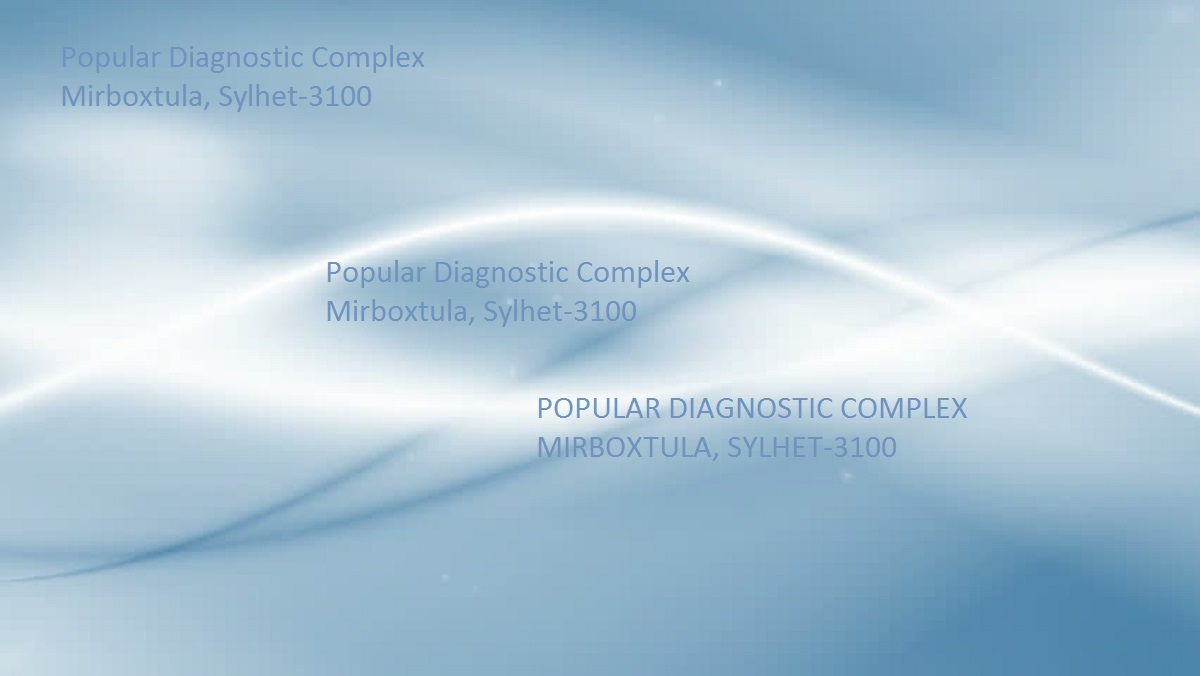 Popular Diagnostic Complex
Mirboxtula, Sylhet-3100
Popular Diagnostic Complex
Mirboxtula, Sylhet-3100
POPULAR DIAGNOSTIC COMPLEX
MIRBOXTULA, SYLHET-3100